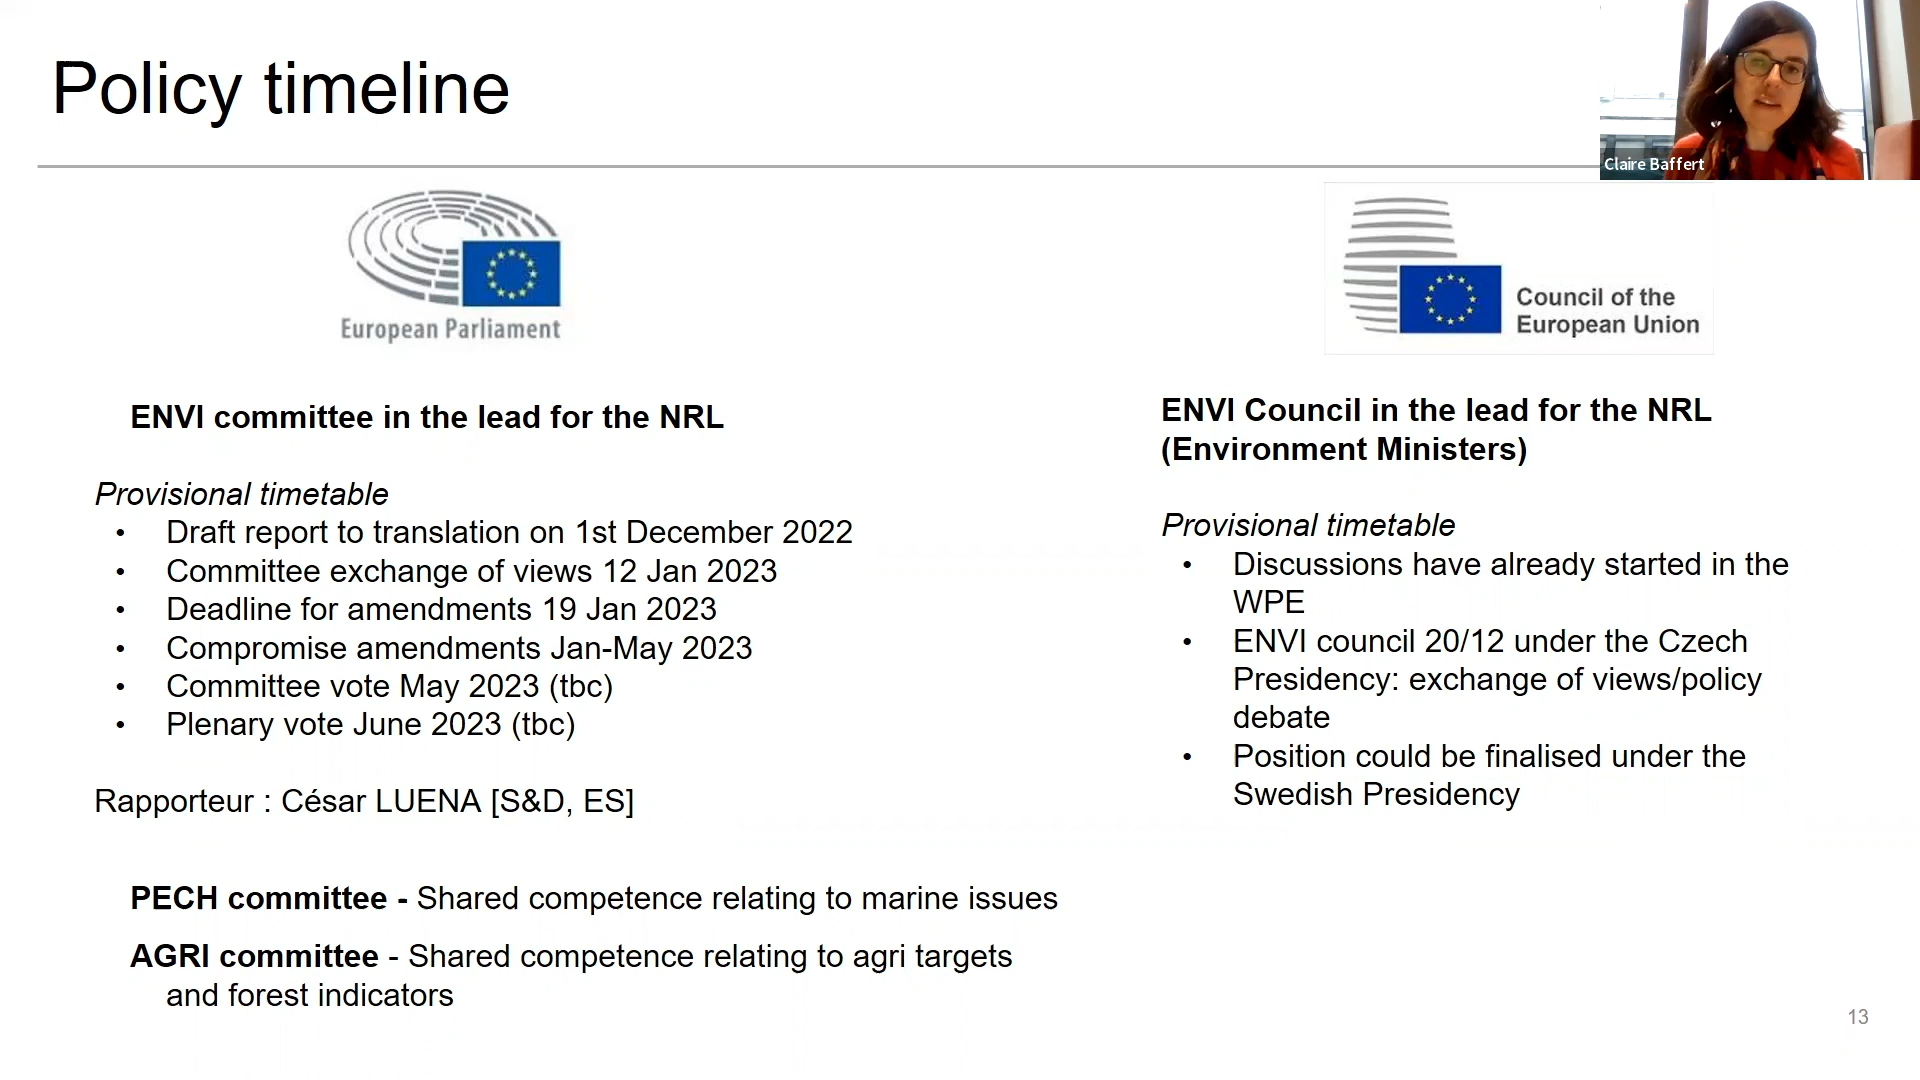 Policy timeline
Claire Baffert
European Parliament
Council of the
European Union
ENVI committee in the lead for the NRL
Provisional timetable
• Draft report to translation on 1st December 2022
• Committee exchange of views 12 Jan 2023
• Deadline for amendments 19 Jan 2023
• Compromise amendments Jan-May 2023
• Committee vote May 2023 (tbc)
• Plenary vote June 2023 (tbc)
Rapporteur : César LUENA [S&D, ES]
PECH committee - Shared competence relating to marine issues
AGRI committee - Shared competence relating to agri targets
and forest indicators
ENVI Council in the lead for the NRL
(Environment Ministers)
Provisional timetable
• Discussions have already started in the
WPE
• ENVI council 20/12 under the Czech
Presidency: exchange of views/policy
debate
• Position could be finalised under the
Swedish Presidency
13